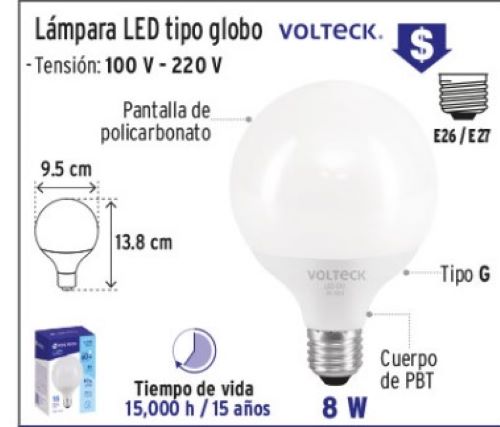 Lámpara LED tipo globo VOLTECK.
- Tensión: 100 V - 220 V
$
Pantalla de
policarbonato
E26 / E27
9.5 cm
13.8 cm
VOLTECK
Tipo G
VOLTECK
Cuerpo
de PBT
Tiempo de vida
15,000 h / 15 años
8 W